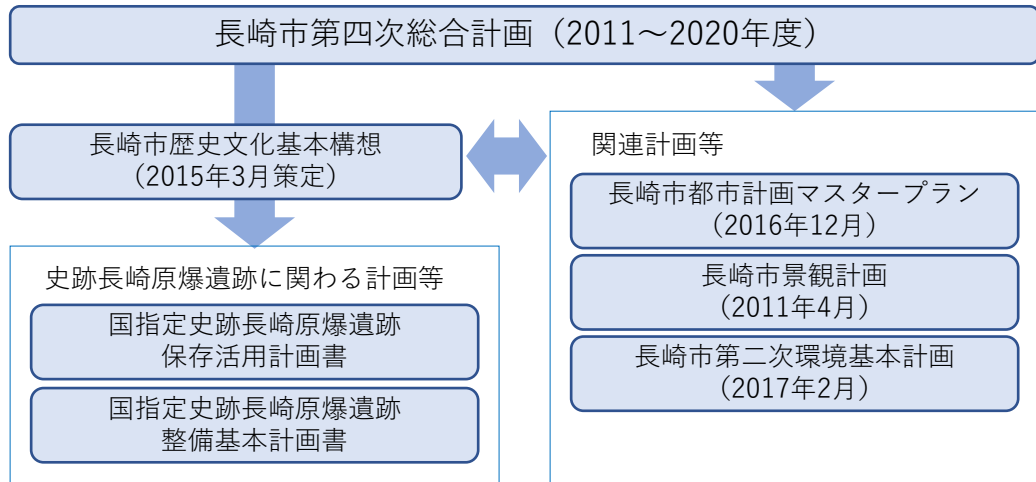 長崎市第四次総合計画（2011～2020年度）
長崎市歴史文化基本構想
（2015年3月策定）
史跡長崎原爆遺跡に関わる計画等
国指定史跡長崎原爆遺跡
保存活用計画書
国指定史跡長崎原爆遺跡
整備基本計画書
関連計画等
長崎市都市計画マスタープラン
（2016年12月）
長崎市景観計画
（2011年4月）
長崎市第二次環境基本計画
（2017年2月）